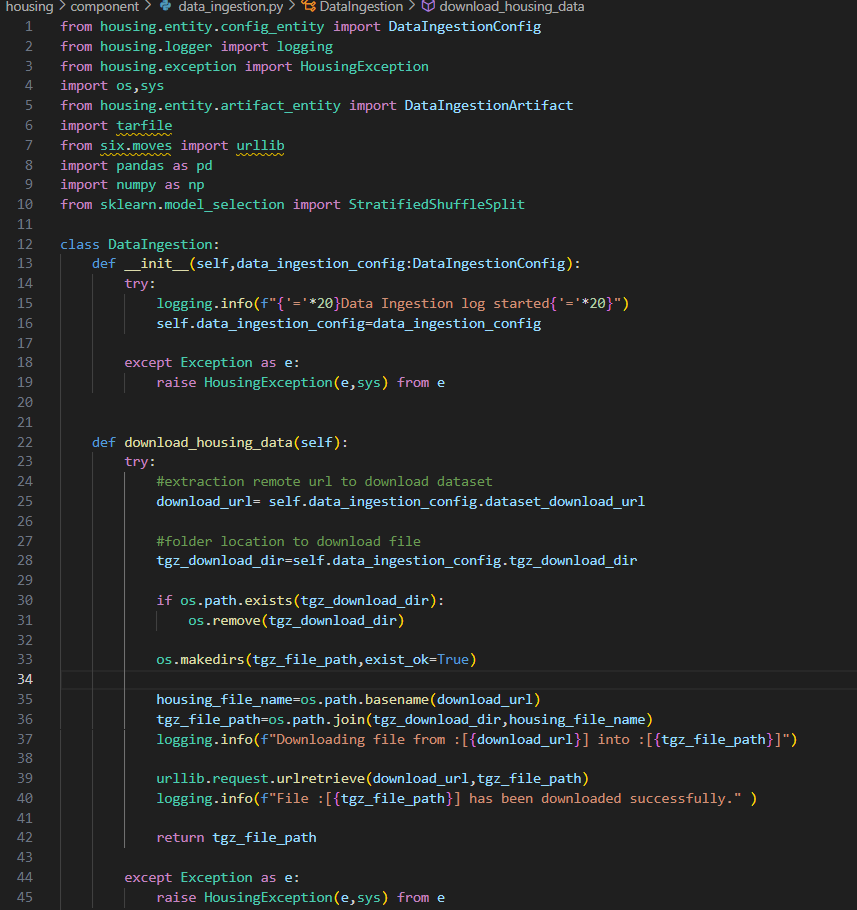 housing > component > data_ingestion.py > DataIngestion > download_housing_data
1 from housing.entity.config_entity import DataIngestionConfig
2 from housing.logger import logging
3 from housing.exception import HousingException
4 import os,sys
5 from housing.entity.artifact_entity import DataIngestionArtifact
6 import tarfile
7 from six.moves import urllib
8 import pandas as pd
9 import numpy as np
10 from sklearn.model_selection import StratifiedShuffleSplit
11
12 class DataIngestion:
13     def __init__(self,data_ingestion_config:DataIngestionConfig):
14         try:
15             logging.info(f"{'='*20}Data Ingestion log started{'='*20}")
16             self.data_ingestion_config=data_ingestion_config
17
18         except Exception as e:
19             raise HousingException(e,sys) from e
20
21
22     def download_housing_data(self):
23         try:
24             #extraction remote url to download dataset
25             download_url= self.data_ingestion_config.dataset_download_url
26
27             #folder location to download file
28             tgz_download_dir=self.data_ingestion_config.tgz_download_dir
29
30             if os.path.exists(tgz_download_dir):
31                 os.remove(tgz_download_dir)
32
33             os.makedirs(tgz_file_path,exist_ok=True)
34
35             housing_file_name=os.path.basename(download_url)
36             tgz_file_path=os.path.join(tgz_download_dir,housing_file_name)
37             logging.info(f"Downloading file from :[{download_url}] into :[{tgz_file_path}]")
38
39             urllib.request.urlretrieve(download_url,tgz_file_path)
40             logging.info(f"File :[{tgz_file_path}] has been downloaded successfully." )
41
42             return tgz_file_path
43
44         except Exception as e:
45             raise HousingException(e,sys) from e